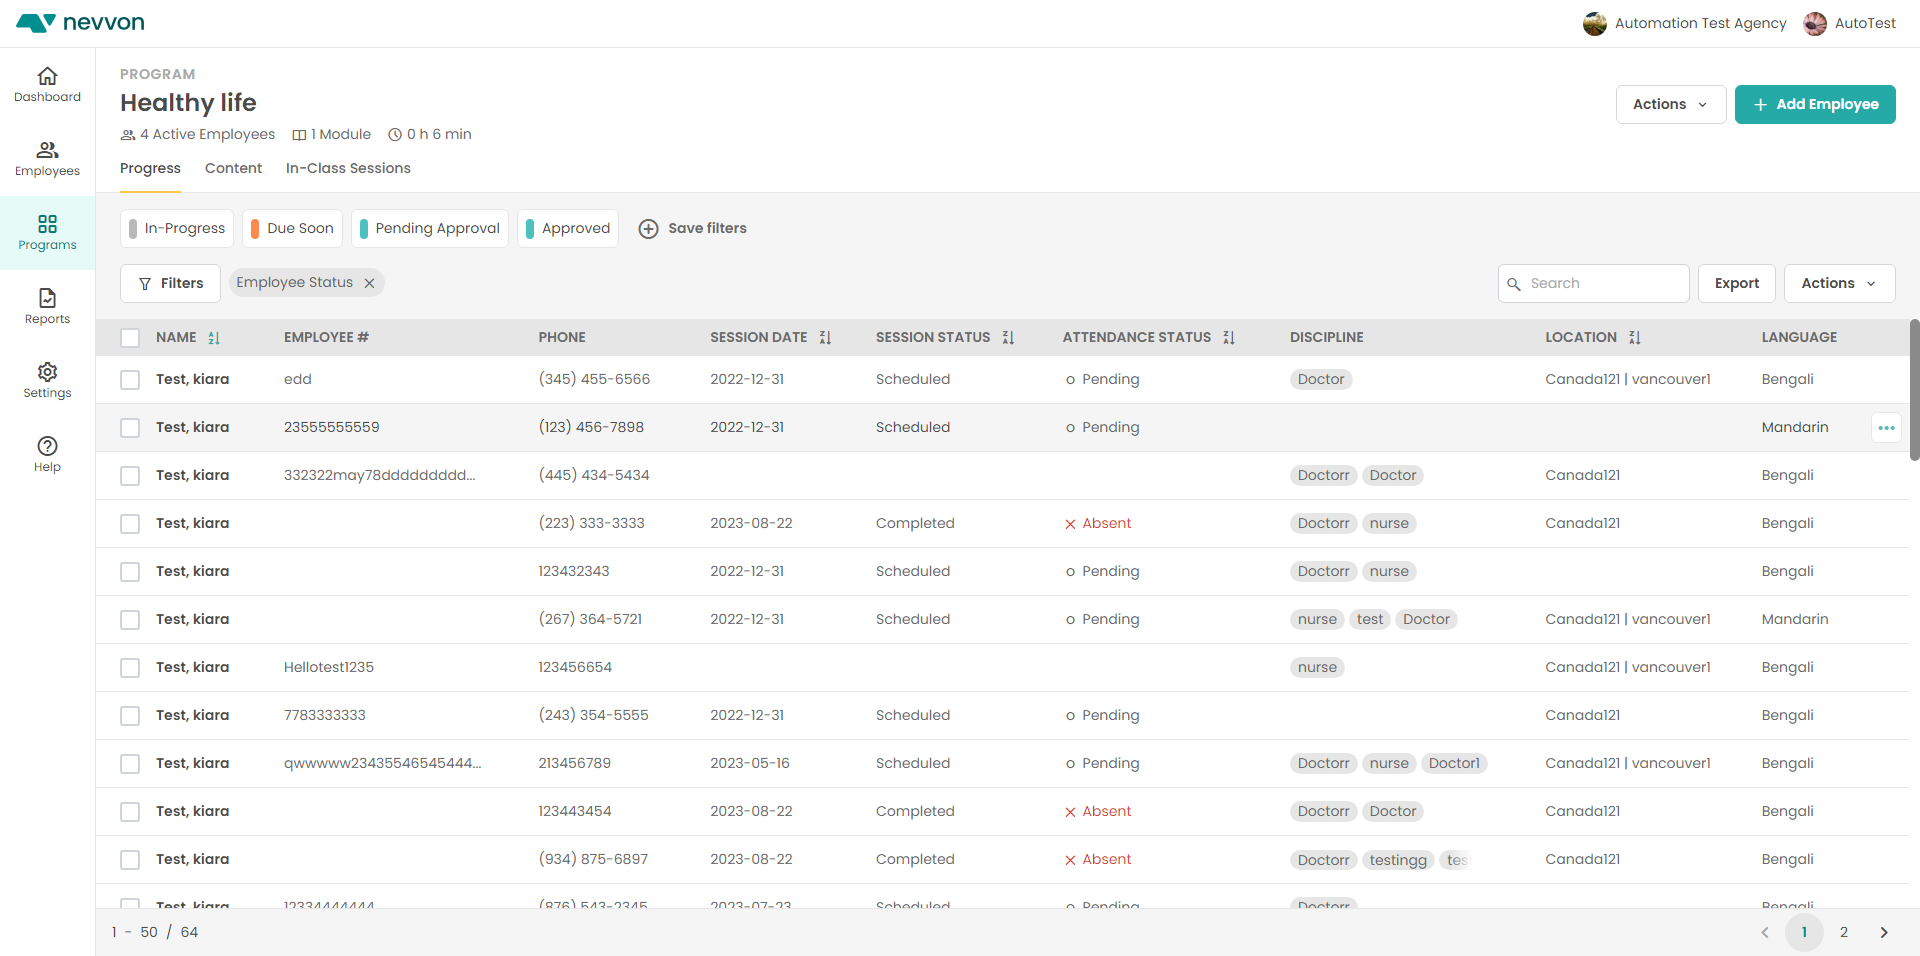 nevvon
Automation Test Agency AutoTest
Dashboard
Employees
Programs
Reports
Settings
Help
PROGRAM
Healthy life
4 Active Employees 1 Module 0 h 6 min
Actions + Add Employee
Progress Content In-Class Sessions
In-Progress Due Soon Pending Approval Approved Save filters
Filters Employee Status Search Export Actions
NAME EMPLOYEE # PHONE SESSION DATE SESSION STATUS ATTENDANCE STATUS DISCIPLINE LOCATION LANGUAGE
Test, kiara edd (345) 455-6566 2022-12-31 Scheduled Pending Doctor Canada121 | vancouver1 Bengali
Test, kiara 23555555559 (123) 456-7898 2022-12-31 Scheduled Pending Mandarin
Test, kiara 332322may78ddddddddd... (445) 434-5434 Doctorr Doctor Canada121 Bengali
Test, kiara (223) 333-3333 2023-08-22 Completed Absent Doctorr nurse Canada121 Bengali
Test, kiara 123432343 2022-12-31 Scheduled Pending Doctorr nurse Bengali
Test, kiara (267) 364-5721 2022-12-31 Scheduled Pending nurse test Doctor Canada121 | vancouver1 Mandarin
Test, kiara Hellotest1235 123456654 nurse Canada121 | vancouver1 Bengali
Test, kiara 7783333333 (243) 354-5555 2022-12-31 Scheduled Pending Canada121 Bengali
Test, kiara qwwwww23435546545444... 213456789 2023-05-16 Scheduled Pending Doctorr nurse Doctor1 Canada121 | vancouver1 Bengali
Test, kiara 123443454 2023-08-22 Completed Absent Doctorr Doctor Canada121 Bengali
Test, kiara (934) 875-6897 2023-08-22 Completed Absent Doctorr testingg tes Canada121 Bengali
Test, kiara 12334444444 (876) 543-2345 2023-07-23 Scheduled Pending Doctorr Bengali
1 - 50 / 64 1 2